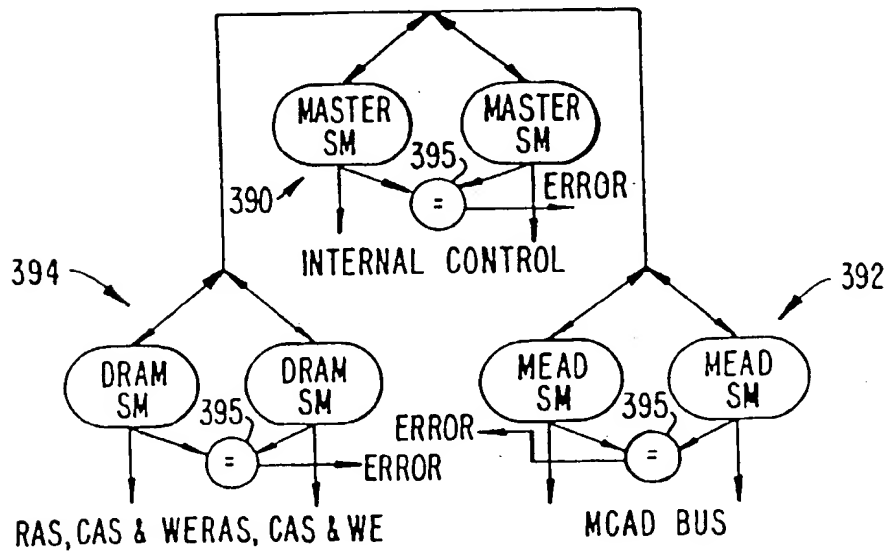 MASTER SM
MASTER SM
395
390
=
ERROR
INTERNAL CONTROL
394
392
DRAM SM
DRAM SM
MEAD SM
MEAD SM
395
395
ERROR
=
ERROR
=
RAS, CAS & WERAS, CAS & WE
MCAD BUS